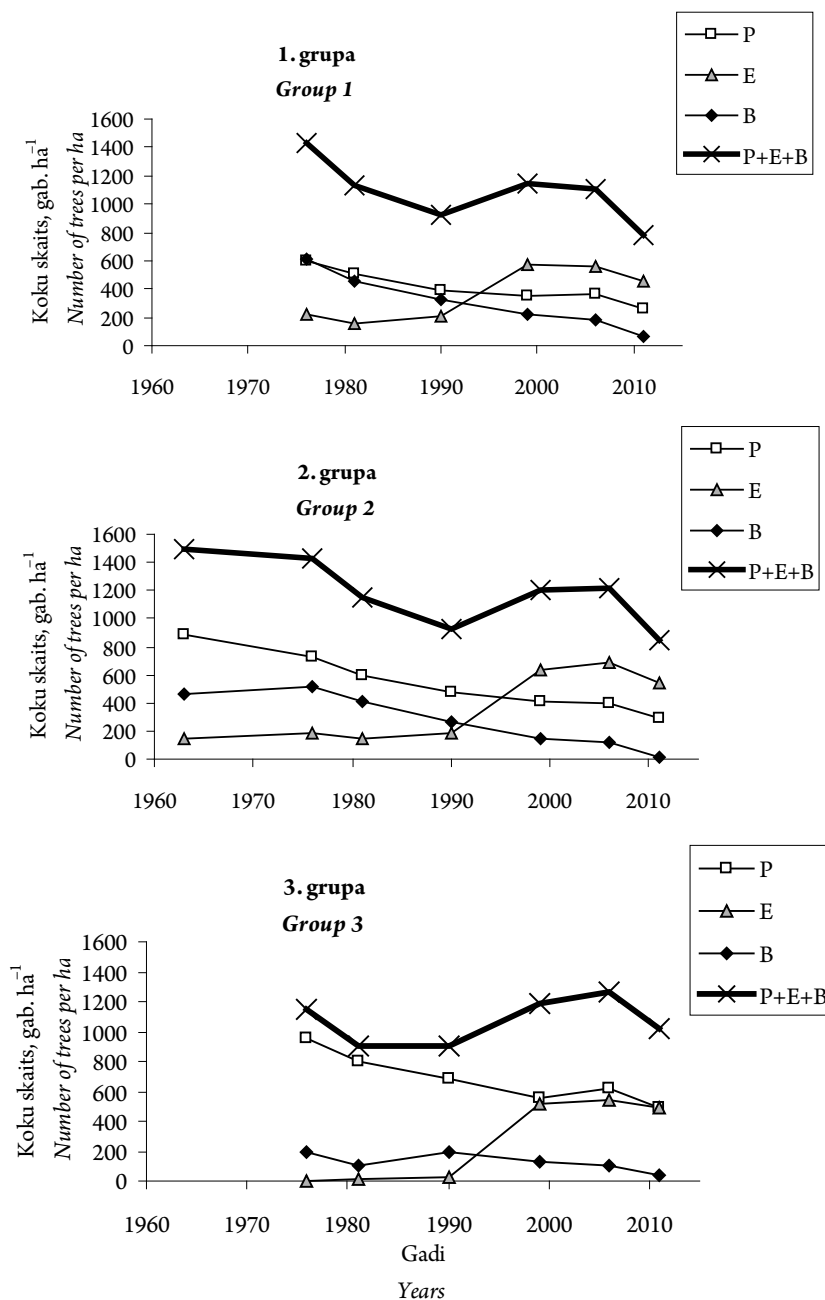 1. grupa
Group 1
P
E
B
P+E+B
Koku skaits, gab. ha⁻¹
Number of trees per ha
1600
1400
1200
1000
800
600
400
200
0
1960 1970 1980 1990 2000 2010
2. grupa
Group 2
P
E
B
P+E+B
Koku skaits, gab. ha⁻¹
Number of trees per ha
1600
1400
1200
1000
800
600
400
200
0
1960 1970 1980 1990 2000 2010
3. grupa
Group 3
P
E
B
P+E+B
Koku skaits, gab. ha⁻¹
Number of trees per ha
1600
1400
1200
1000
800
600
400
200
0
1960 1970 1980 1990 2000 2010
Gadi
Years